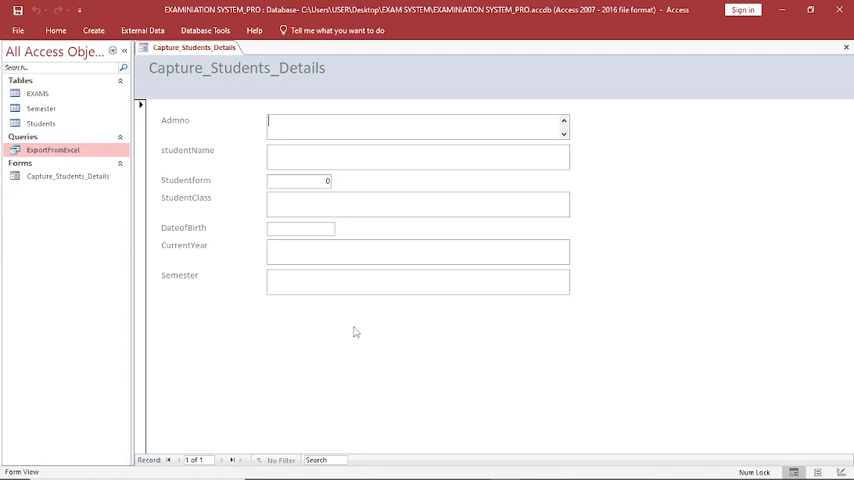 EXAMINIATION SYSTEM_PRO : Database- C:\Users\USER\Desktop\EXAM SYSTEM\EXAMINIATION SYSTEM_PRO.accdb (Access 2007 - 2016 file format) - Access
Sign in
File Home Create External Data Database Tools Help Tell me what you want to do
All Access Obje...
Search...
Tables
EXAMS
Semester
Students
Queries
ExportFromExcel
Forms
Capture_Students_Details
Capture_Students_Details
Capture_Students_Details
Admno
studentName
Studentform 0
StudentClass
DateofBirth
CurrentYear
Semester
Record: 1 of 1 No Filter Search
Form View
Num Lock